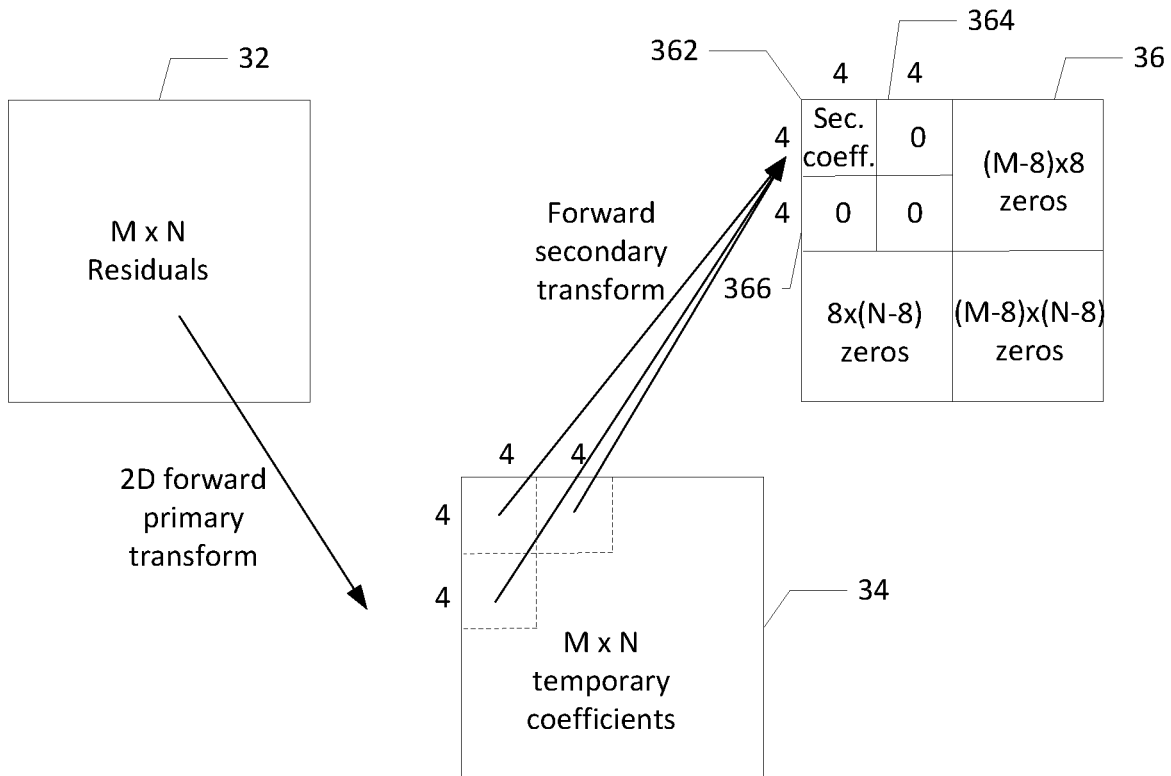 32
M x N
Residuals
2D forward
primary
transform
4 4
4
4
M x N
temporary
coefficients
34
Forward
secondary
transform
362
364
36
4 4
4
Sec.
coeff.
0
(M-8)x8
zeros
4
0 0
366
8x(N-8)
zeros
(M-8)x(N-8)
zeros